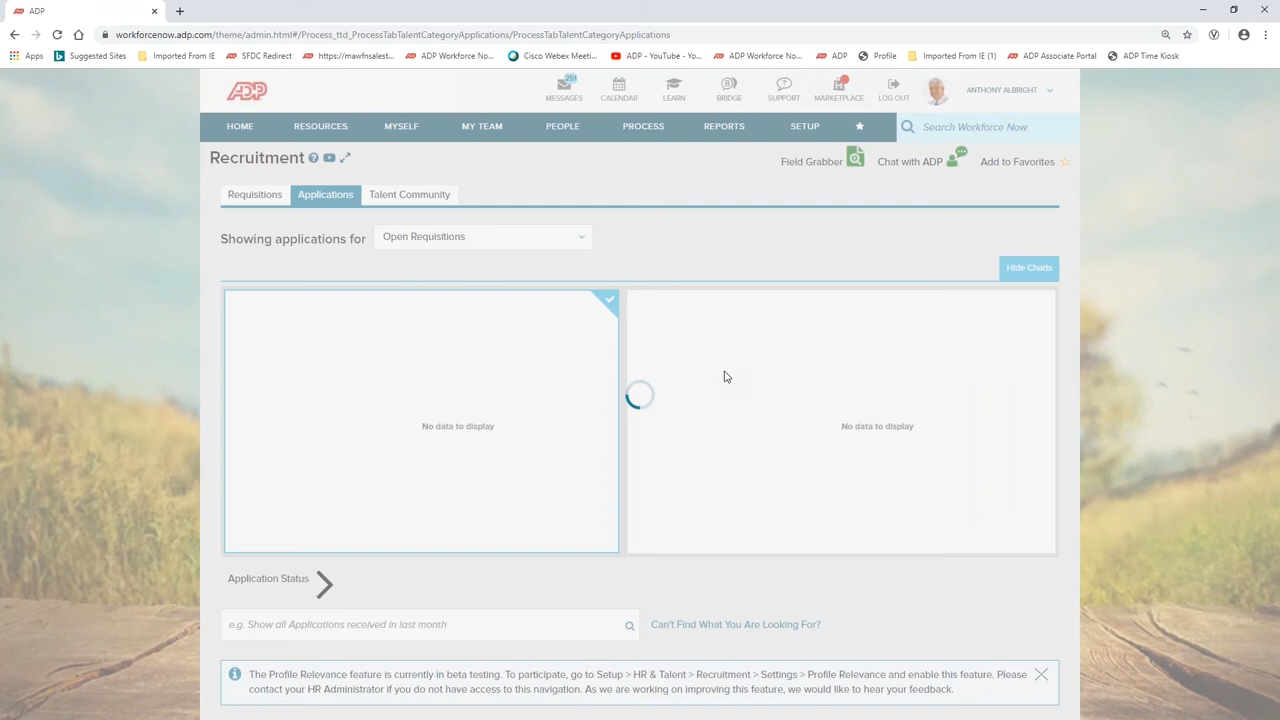 ADP
workforcenow.adp.com/theme/admin.html#/Process_ttd_ProcessTabTalentCategoryApplications/ProcessTabTalentCategoryApplications
Apps Suggested Sites Imported From IE SFDC Redirect https://mawfnsalest... ADP Workforce No... Cisco Webex Meeti... ADP - YouTube - Yo... ADP Workforce No... ADP Profile Imported From IE (1) ADP Associate Portal ADP Time Kiosk
ADP
251
MESSAGES CALENDAR LEARN BRIDGE SUPPORT MARKETPLACE LOG OUT ANTHONY ALBRIGHT
HOME RESOURCES MYSELF MY TEAM PEOPLE PROCESS REPORTS SETUP Search Workforce Now
Recruitment Field Grabber Chat with ADP Add to Favorites
Requisitions Applications Talent Community
Showing applications for Open Requisitions
Hide Charts
No data to display No data to display
Application Status
e.g. Show all Applications received in last month Can't Find What You Are Looking For?
The Profile Relevance feature is currently in beta testing. To participate, go to Setup > HR & Talent > Recruitment > Settings > Profile Relevance and enable this feature. Please
contact your HR Administrator if you do not have access to this navigation. As we are working on improving this feature, we would like to hear your feedback.